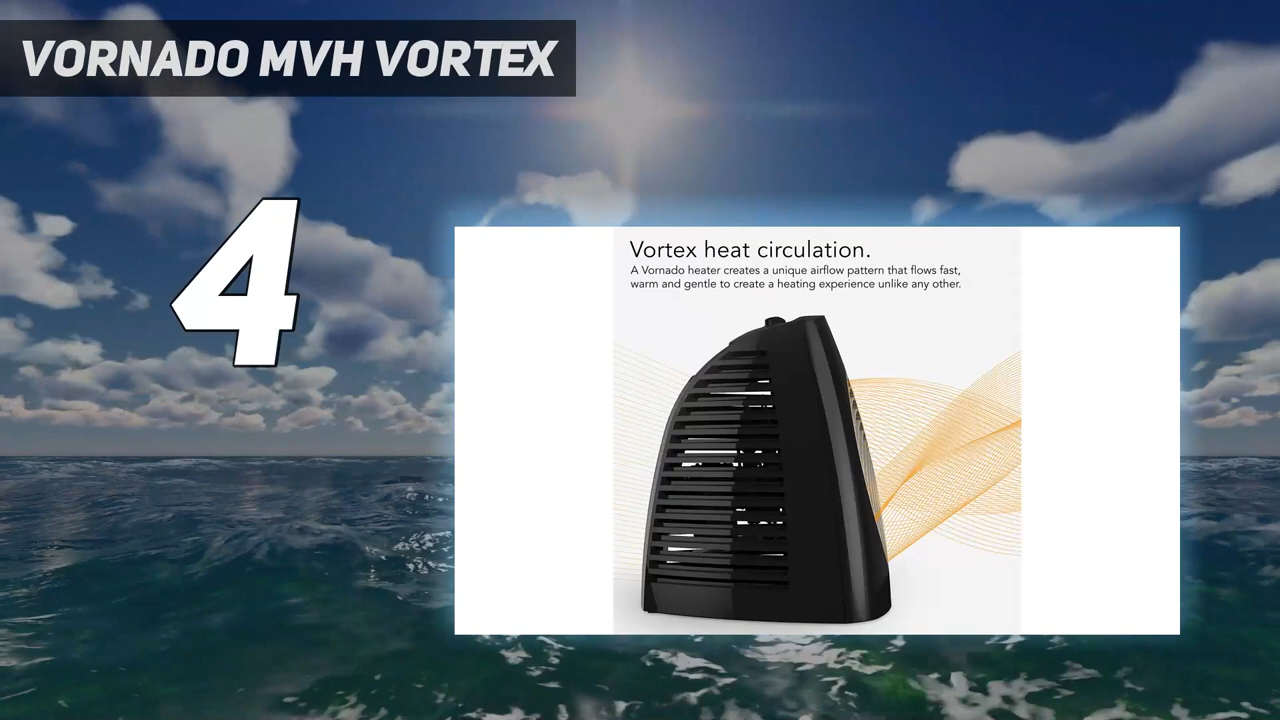 VORNADO MVH VORTEX
4
Vortex heat circulation.
A Vornado heater creates a unique airflow pattern that flows fast,
warm and gentle to create a heating experience unlike any other.